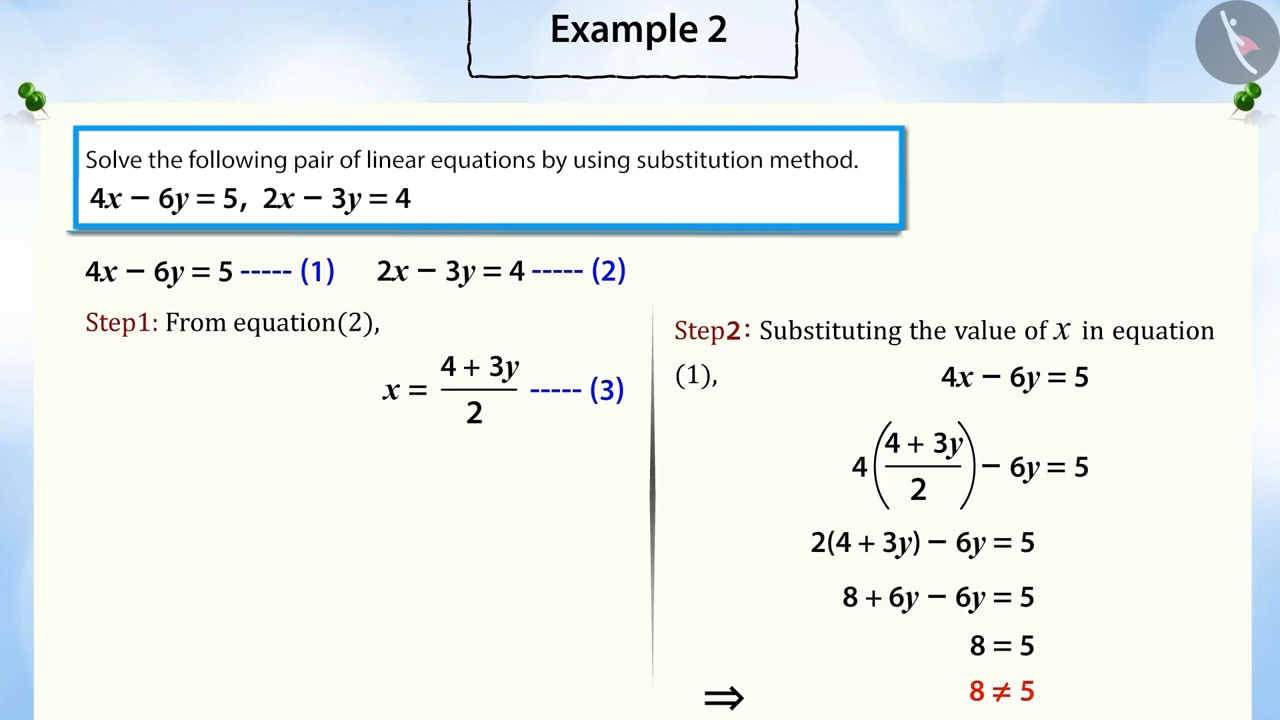 Example 2
Solve the following pair of linear equations by using substitution method.
4x − 6y = 5, 2x − 3y = 4
4x − 6y = 5 ----- (1) 2x − 3y = 4 ----- (2)
Step1: From equation(2),
x = (4 + 3y)/2 ----- (3)
Step2: Substituting the value of x in equation
(1), 4x − 6y = 5
4((4 + 3y)/2) − 6y = 5
2(4 + 3y) − 6y = 5
8 + 6y − 6y = 5
8 = 5
⇒ 8 ≠ 5